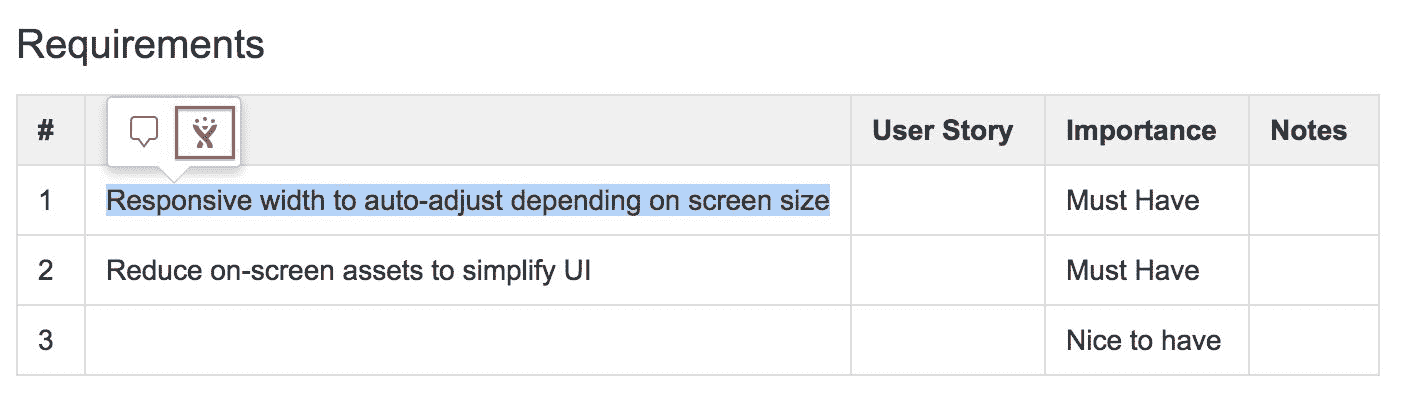 Requirements
# User Story Importance Notes
1 Responsive width to auto-adjust depending on screen size Must Have
2 Reduce on-screen assets to simplify UI Must Have
3 Nice to have